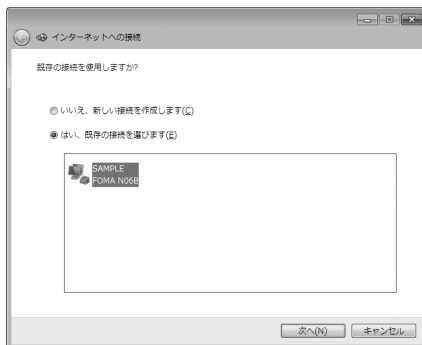 インターネットへの接続
既存の接続を使用しますか?
いいえ、新しい接続を作成します(C)
はい、既存の接続を選びます(E)
SAMPLE
FOMA N06B
次へ(N)
キャンセル